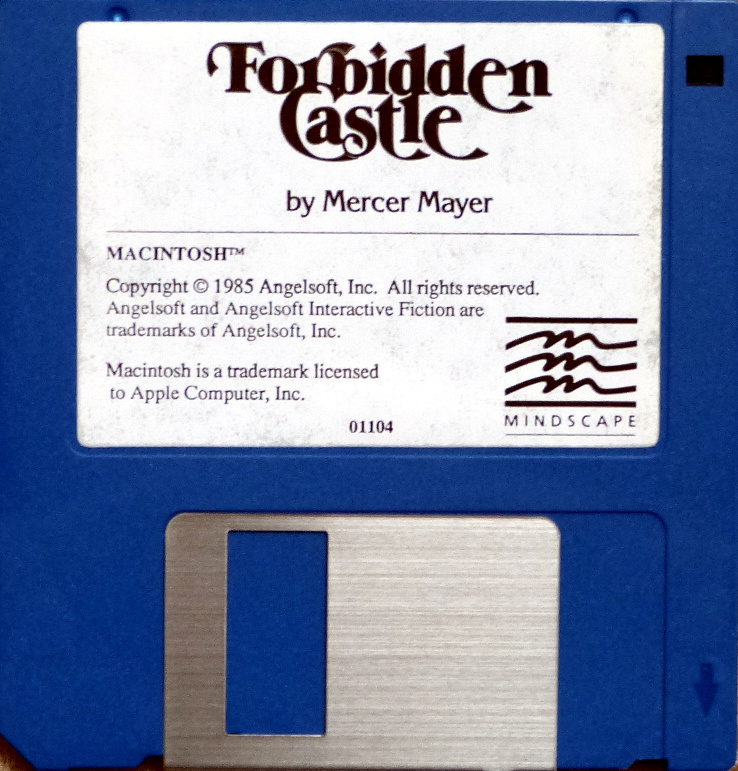 Forbidden
Castle
by Mercer Mayer
MACINTOSH™
Copyright © 1985 Angelsoft, Inc. All rights reserved.
Angelsoft and Angelsoft Interactive Fiction are
trademarks of Angelsoft, Inc.
Macintosh is a trademark licensed
to Apple Computer, Inc.
01104
MINDSCAPE